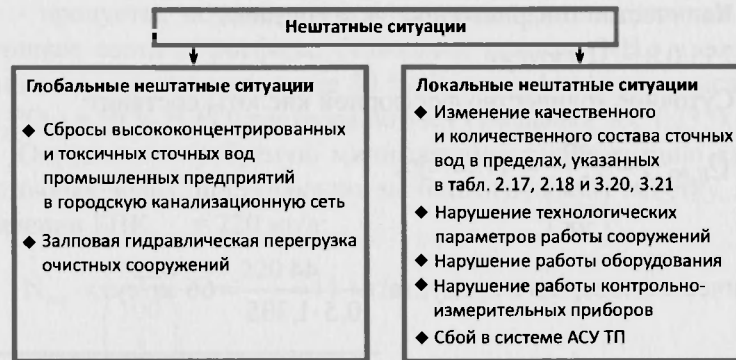 Нештатные ситуации
Глобальные нештатные ситуации
◆ Сбросы высококонцентрированных
и токсичных сточных вод
промышленных предприятий
в городскую канализационную сеть
◆ Залповая гидравлическая перегрузка
очистных сооружений
Локальные нештатные ситуации
◆ Изменение качественного
и количественного состава сточных
вод в пределах, указанных
в табл. 2.17, 2.18 и 3.20, 3.21
◆ Нарушение технологических
параметров работы сооружений
◆ Нарушение работы оборудования
◆ Нарушение работы контрольно-
измерительных приборов
◆ Сбой в системе АСУ ТП